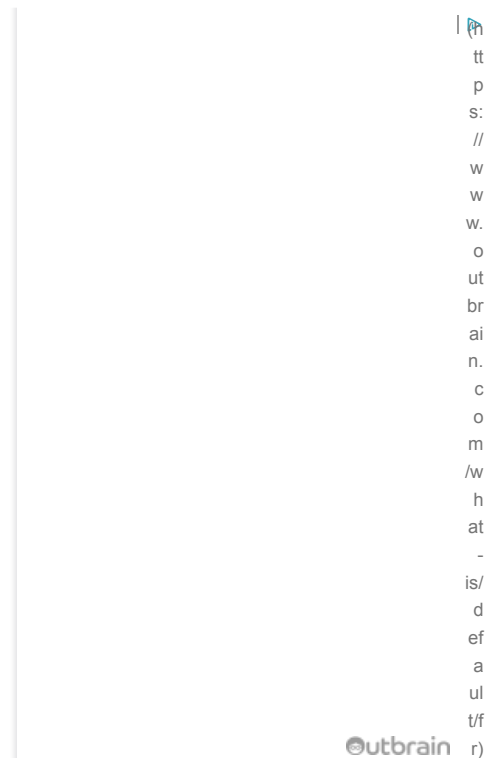 (h
tt
p
s:
//
w
w
w.
o
ut
br
ai
n.
c
o
m
/w
h
at
-
is/
d
ef
a
ul
t/f
r)
Outbrain